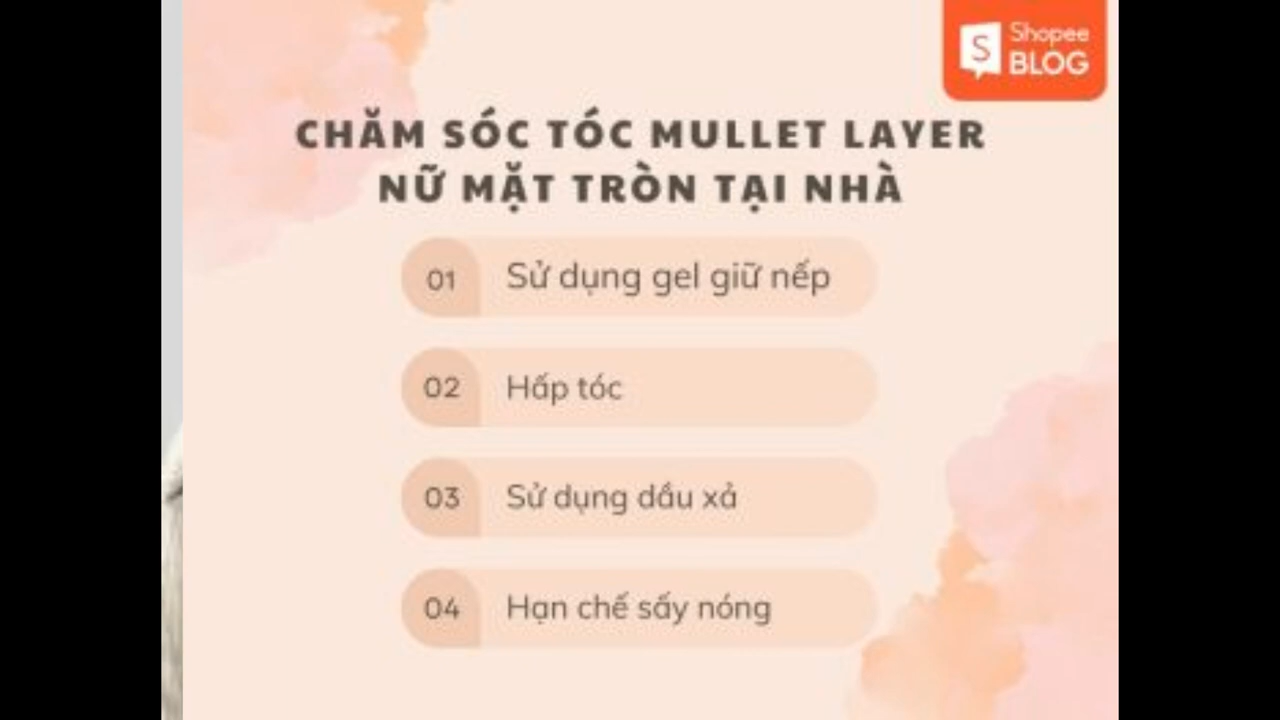 Shopee
BLOG
CHĂM SÓC TÓC MULLET LAYER
NỮ MẶT TRÒN TẠI NHÀ
01 Sử dụng gel giữ nếp
02 Hấp tóc
03 Sử dụng dầu xả
04 Hạn chế sấy nóng